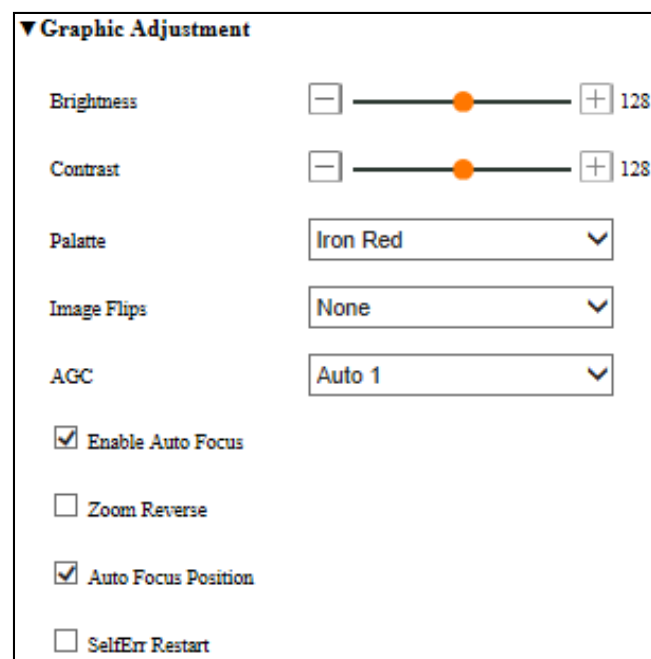 ▼Graphic Adjustment
Brightness 128
Contrast 128
Palatte Iron Red
Image Flips None
AGC Auto 1
Enable Auto Focus
Zoom Reverse
Auto Focus Position
SelfErr Restart